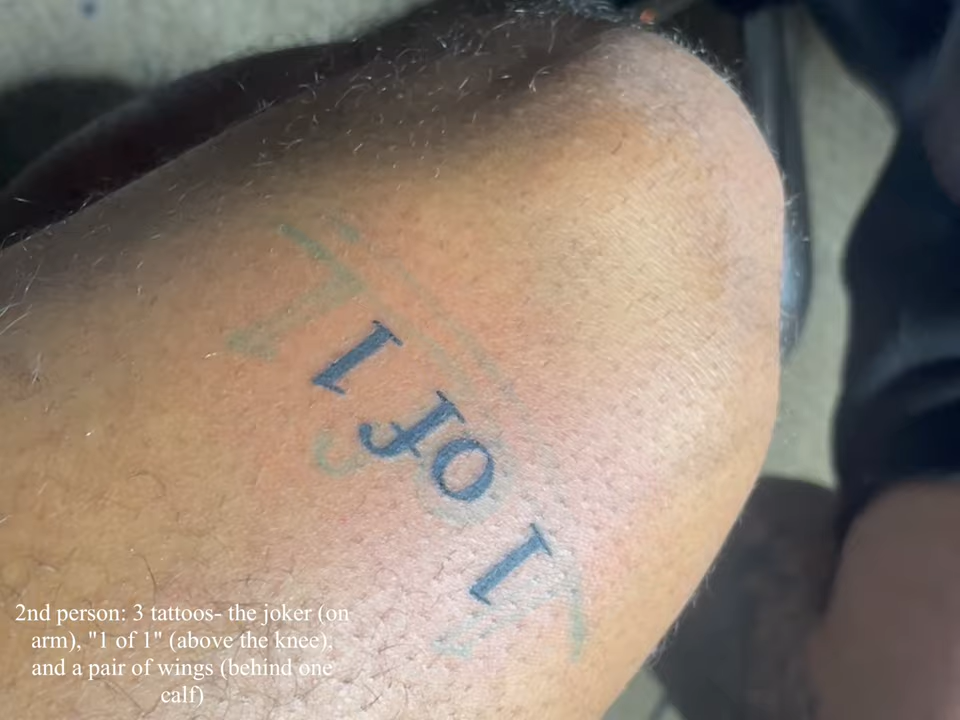 1 of 1
2nd person: 3 tattoos- the joker (on
arm), "1 of 1" (above the knee),
and a pair of wings (behind one
calf)